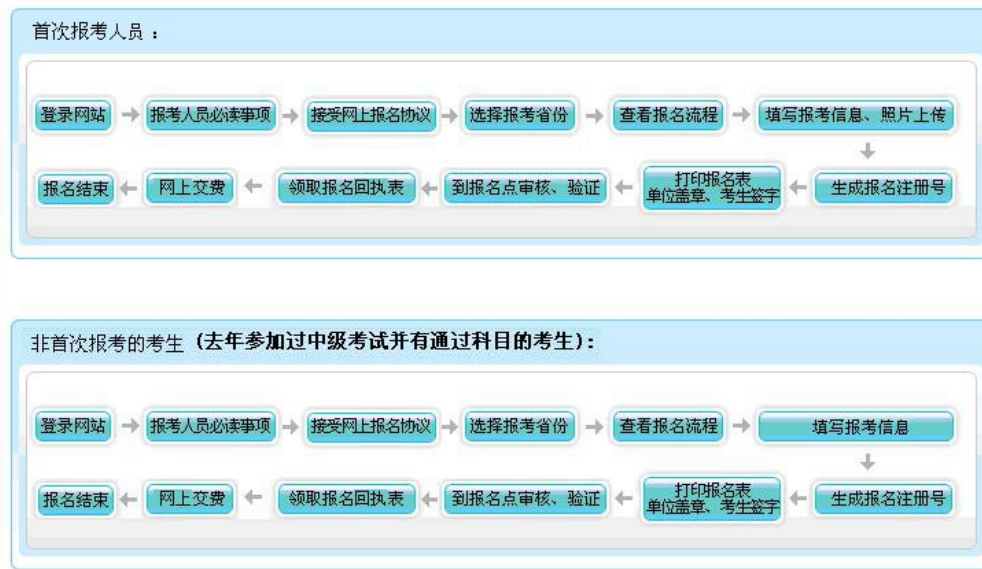 首次报考人员：
登录网站 报考人员必读事项 接受网上报名协议 选择报考省份 查看报名流程 填写报考信息、照片上传
报名结束 网上交费 领取报名回执表 到报名点审核、验证 打印报名表 单位盖章、考生签字 生成报名注册号
非首次报考的考生 (去年参加过中级考试并有通过科目的考生)：
登录网站 报考人员必读事项 接受网上报名协议 选择报考省份 查看报名流程 填写报考信息
报名结束 网上交费 领取报名回执表 到报名点审核、验证 打印报名表 单位盖章、考生签字 生成报名注册号